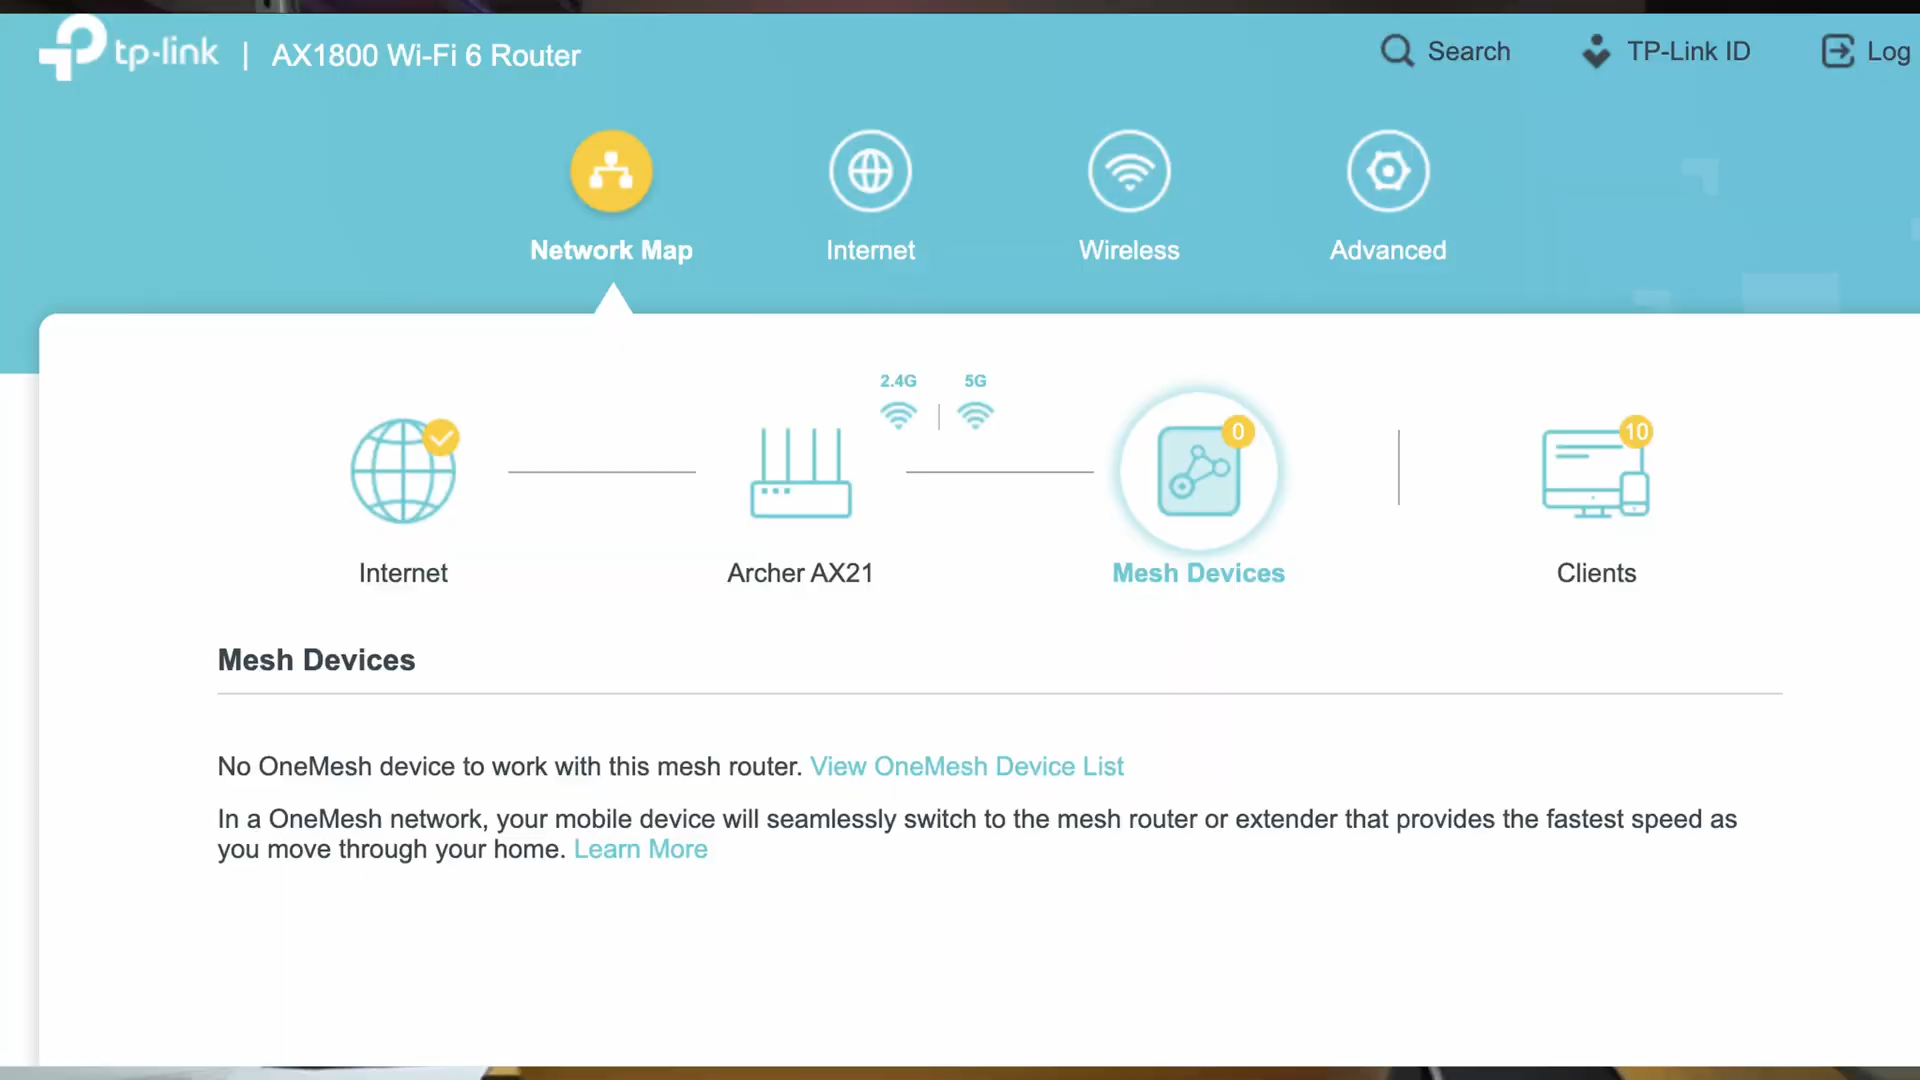 tp-link | AX1800 Wi-Fi 6 Router
Search
TP-Link ID
Log
Network Map
Internet
Wireless
Advanced
2.4G
5G
0
10
Internet
Archer AX21
Mesh Devices
Clients
Mesh Devices
No OneMesh device to work with this mesh router. View OneMesh Device List
In a OneMesh network, your mobile device will seamlessly switch to the mesh router or extender that provides the fastest speed as
you move through your home. Learn More